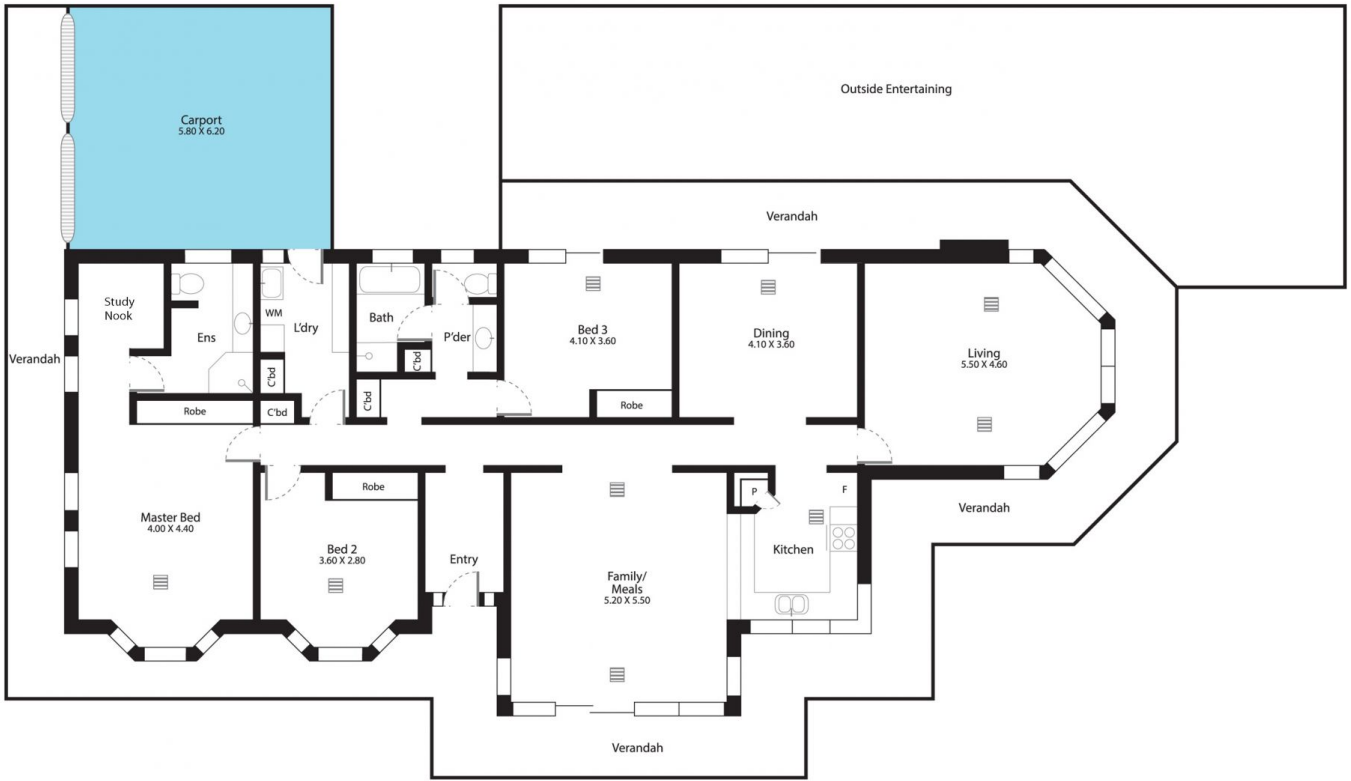 Carport
5.80 X 6.20
Outside Entertaining
Verandah
Study
Nook
Ens
WM
L'dry
Bath
P'der
C'bd
C'bd
C'bd
C'bd
Bed 3
4.10 X 3.60
Robe
Dining
4.10 X 3.60
Living
5.50 X 4.60
Verandah
Robe
Robe
Master Bed
4.00 X 4.40
Bed 2
3.60 X 2.80
Entry
Family/
Meals
5.20 X 5.50
P
F
Kitchen
Verandah
Verandah